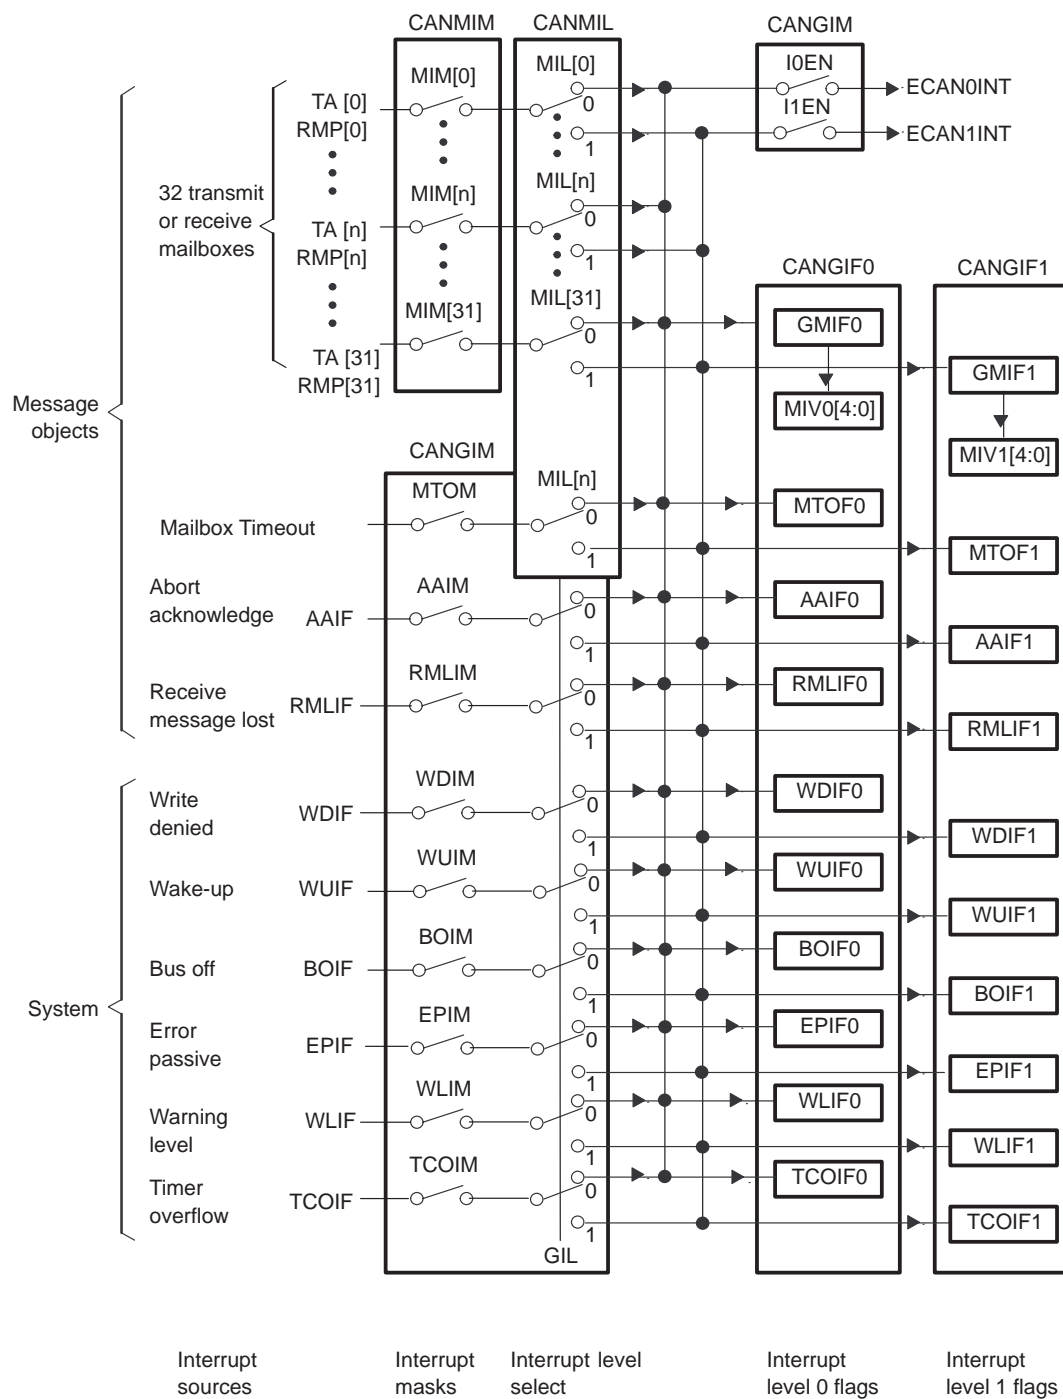 CANMIM
CANMIL
CANGIM
MIM[0]
MIL[0]
I0EN
ECAN0INT
TA [0]
RMP[0]
0
I1EN
ECAN1INT
1
32 transmit
or receive
mailboxes
MIM[n]
MIL[n]
0
TA [n]
RMP[n]
1
CANGIF0
CANGIF1
MIM[31]
MIL[31]
GMIF0
0
TA [31]
RMP[31]
1
GMIF1
MIV0[4:0]
Message
objects
MIV1[4:0]
CANGIM
MTOM
MIL[n]
Mailbox Timeout
0
MTOF0
1
MTOF1
Abort
acknowledge
AAIF
AAIM
0
AAIF0
1
AAIF1
Receive
message lost
RMLIF
RMLIM
0
RMLIF0
1
RMLIF1
Write
denied
WDIF
WDIM
0
WDIF0
1
WDIF1
Wake-up
WUIF
WUIM
0
WUIF0
1
WUIF1
Bus off
BOIF
BOIM
0
BOIF0
1
BOIF1
System
Error
passive
EPIF
EPIM
0
EPIF0
1
EPIF1
Warning
level
WLIF
WLIM
0
WLIF0
1
WLIF1
Timer
overflow
TCOIF
TCOIM
0
TCOIF0
1
TCOIF1
GIL
Interrupt
sources
Interrupt
masks
Interrupt level
select
Interrupt
level 0 flags
Interrupt
level 1 flags